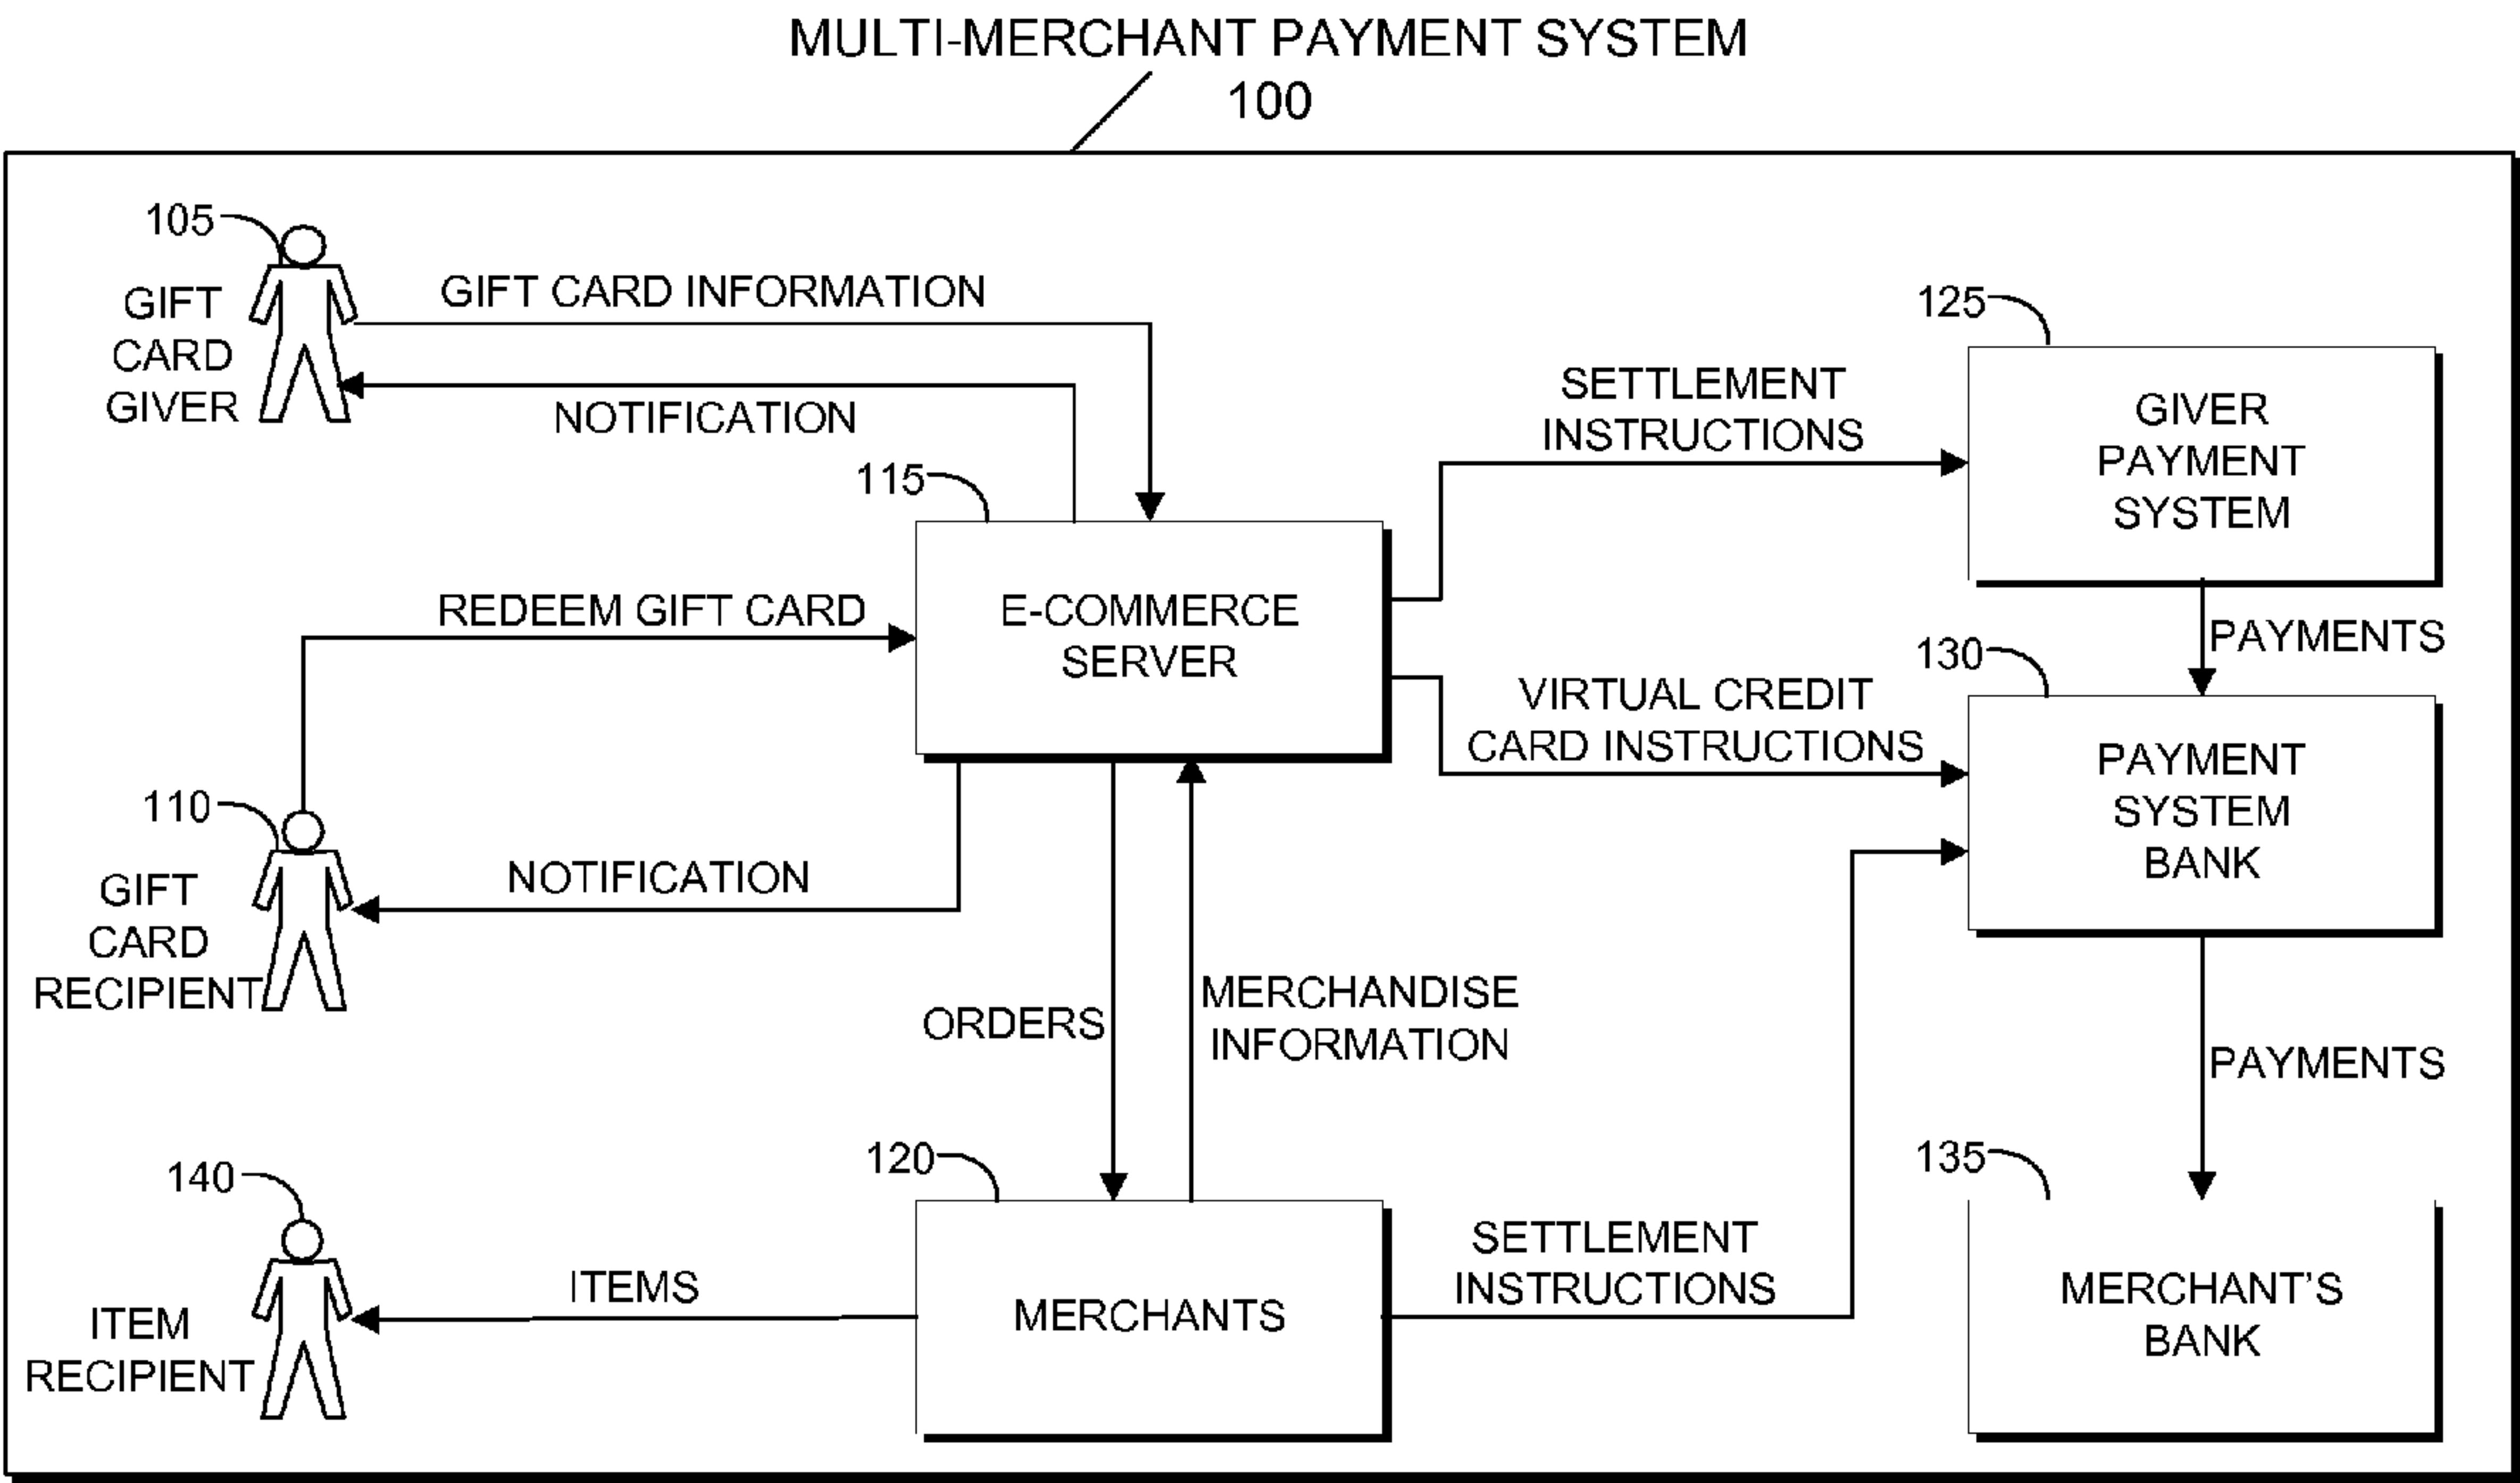 MULTI-MERCHANT PAYMENT SYSTEM
100
105
GIFT
CARD
GIVER
GIFT CARD INFORMATION
NOTIFICATION
115
E-COMMERCE
SERVER
SETTLEMENT
INSTRUCTIONS
125
GIVER
PAYMENT
SYSTEM
PAYMENTS
REDEEM GIFT CARD
VIRTUAL CREDIT
CARD INSTRUCTIONS
130
PAYMENT
SYSTEM
BANK
110
GIFT
CARD
RECIPIENT
NOTIFICATION
ORDERS
MERCHANDISE
INFORMATION
PAYMENTS
140
ITEM
RECIPIENT
ITEMS
120
MERCHANTS
SETTLEMENT
INSTRUCTIONS
135
MERCHANT'S
BANK